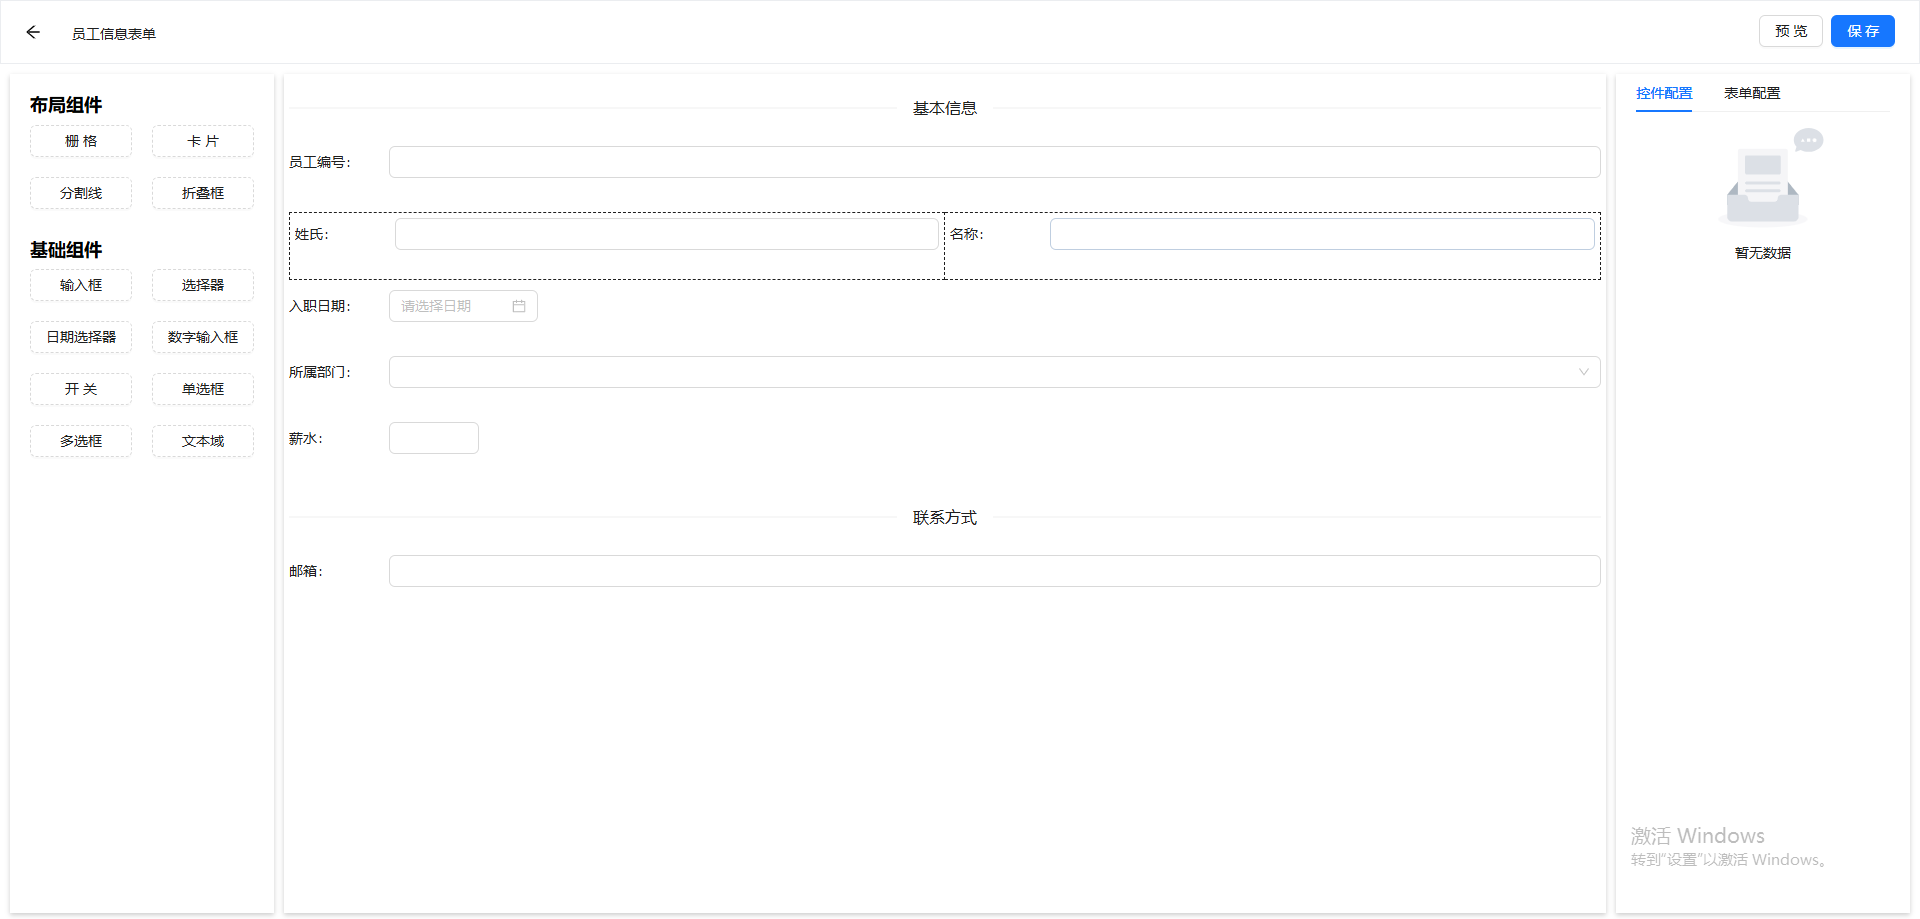 员工信息表单
预 览
保 存
布局组件
栅 格
卡 片
分割线
折叠框
基础组件
输入框
选择器
日期选择器
数字输入框
开 关
单选框
多选框
文本域
基本信息
员工编号:
姓氏:
名称:
入职日期:
请选择日期
所属部门:
薪水:
联系方式
邮箱:
控件配置
表单配置
暂无数据
激活 Windows
转到"设置"以激活 Windows。